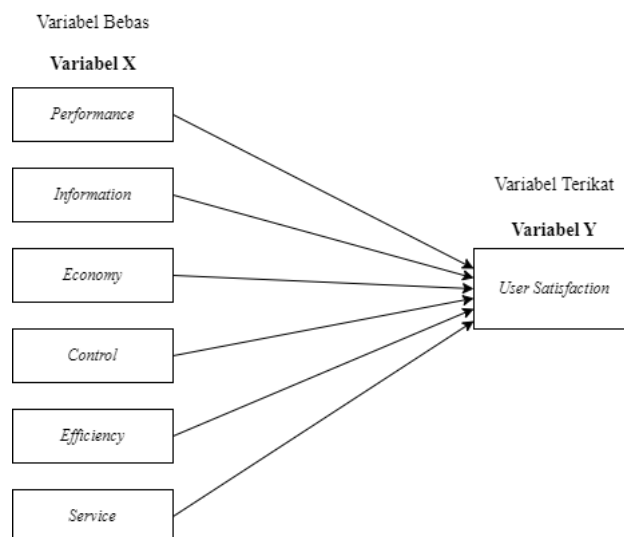 Variabel Bebas
Variabel X
Performance
Information
Economy
Control
Efficiency
Service
Variabel Terikat
Variabel Y
User Satisfaction